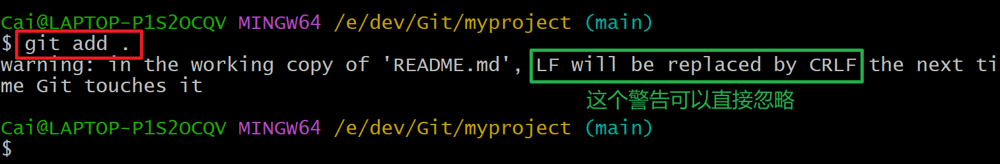 Cai@LAPTOP-P1S2OCQV MINGW64 /e/dev/Git/myproject (main)
$ git add .
warning: in the working copy of 'README.md', LF will be replaced by CRLF the next ti
me Git touches it
这个警告可以直接忽略
Cai@LAPTOP-P1S2OCQV MINGW64 /e/dev/Git/myproject (main)
$